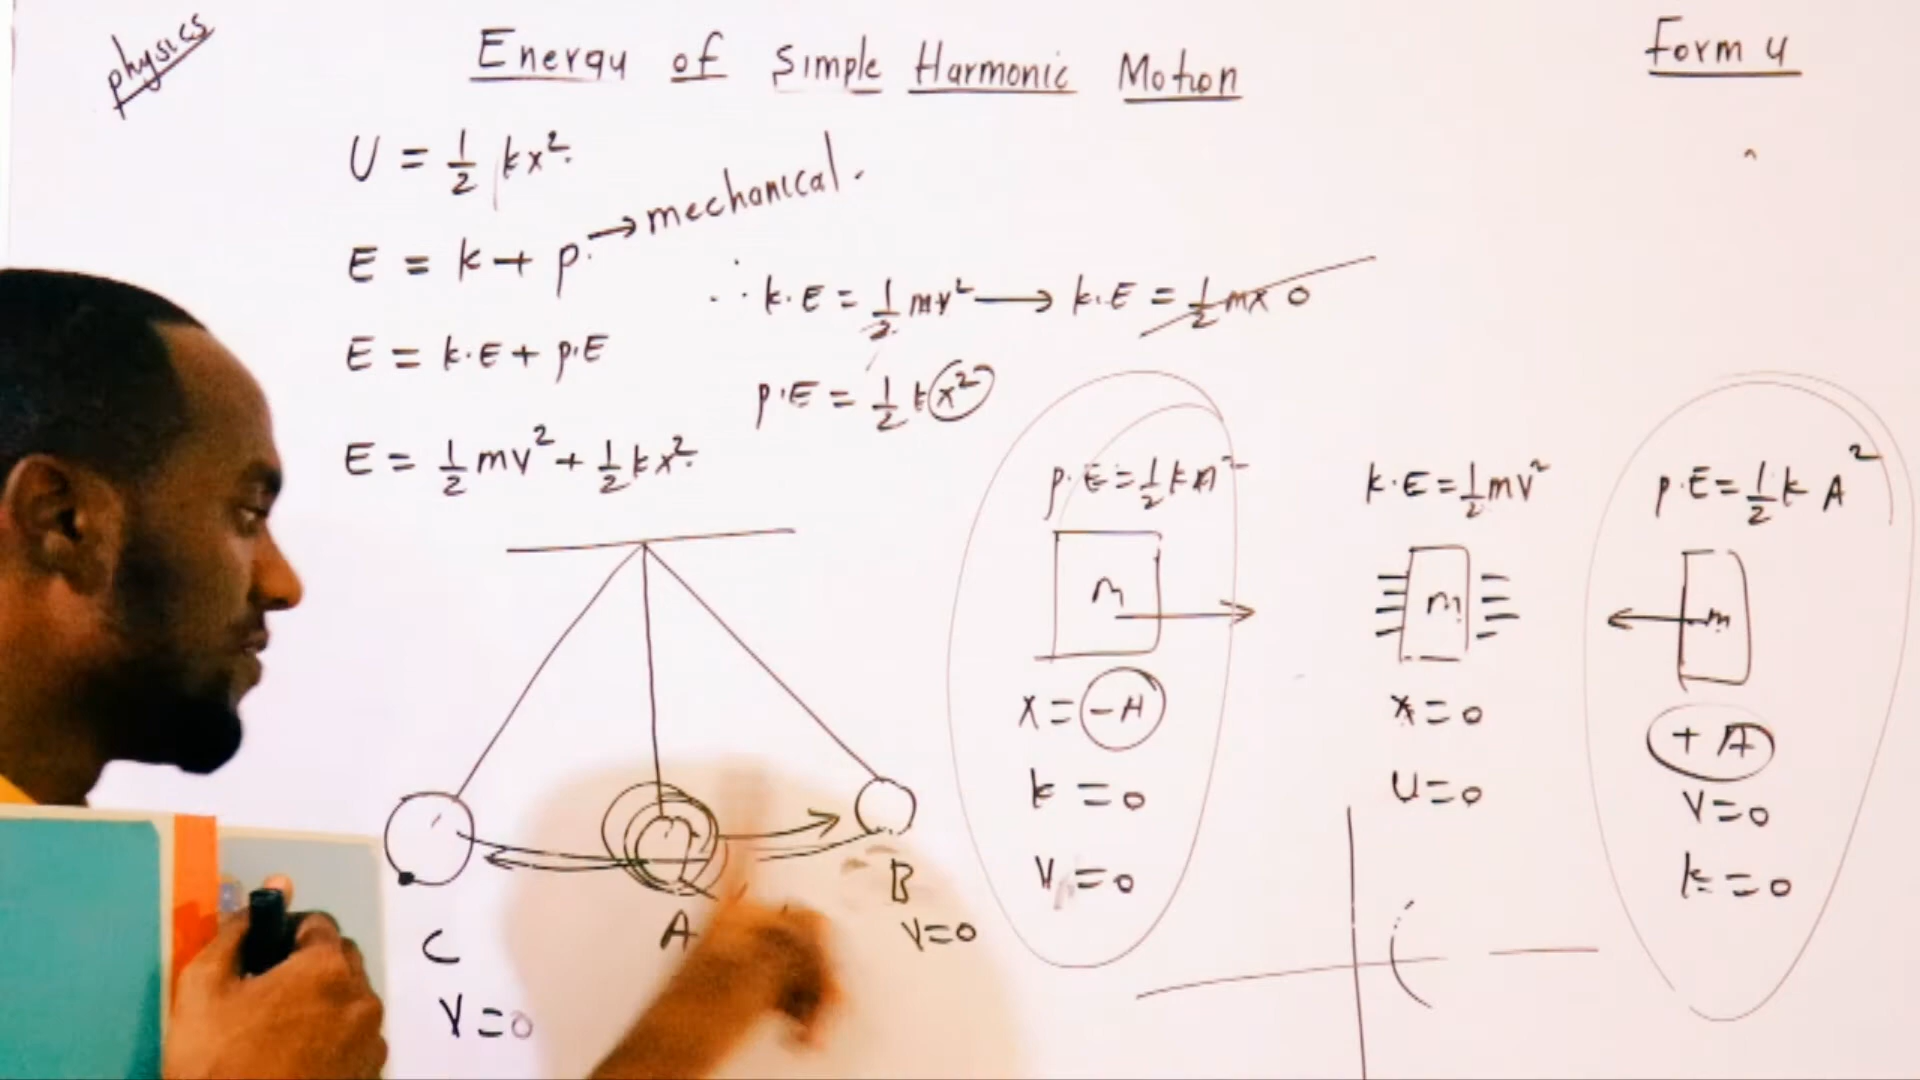 physics
Energy of Simple Harmonic Motion
Form 4
U = 1/2 kx².
E = k + p. → mechanical.
∴ k.E = 1/2 mv² → k.E = 1/2 mx 0
E = k.E + p.E
p.E = 1/2 kx²
E = 1/2 mv² + 1/2 kx².
p.E = 1/2 kA²
k.E = 1/2 mv²
p.E = 1/2 k A²
m
m
m
x = -A
x = 0
+ A
k = 0
U = 0
V = 0
V = 0
k = 0
C
A
B
V = 0
V = 0